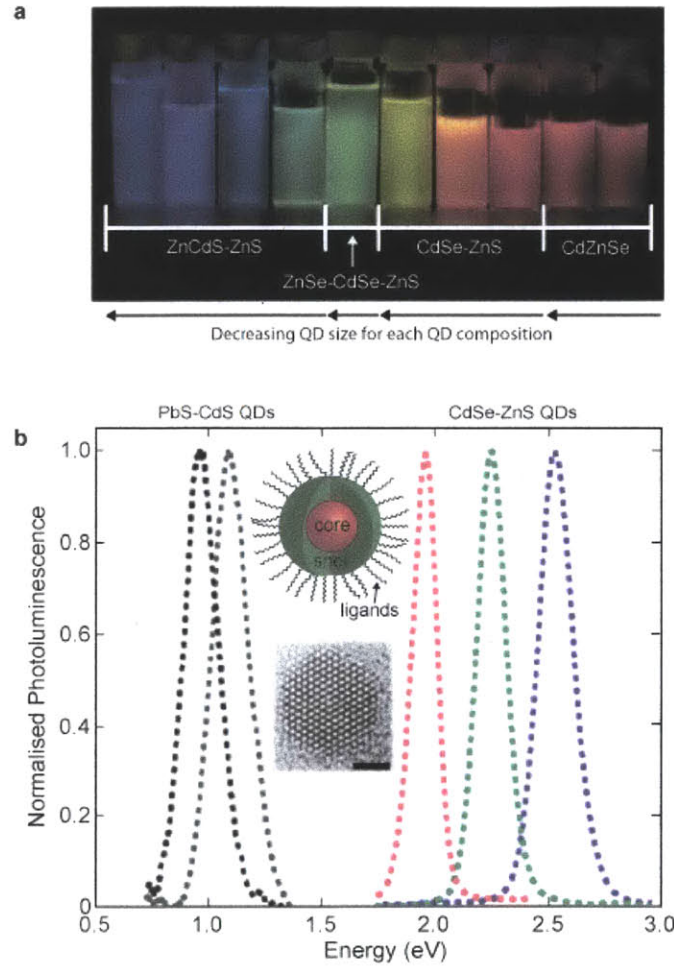 a
ZnCdS-ZnS
CdSe-ZnS
CdZnSe
ZnSe-CdSe-ZnS
Decreasing QD size for each QD composition
PbS-CdS QDs
CdSe-ZnS QDs
b
1.0
0.8
0.6
0.4
0.2
0
Normalised Photoluminescence
core
shell
ligands
0.5
1.0
1.5
2.0
2.5
3.0
Energy (eV)